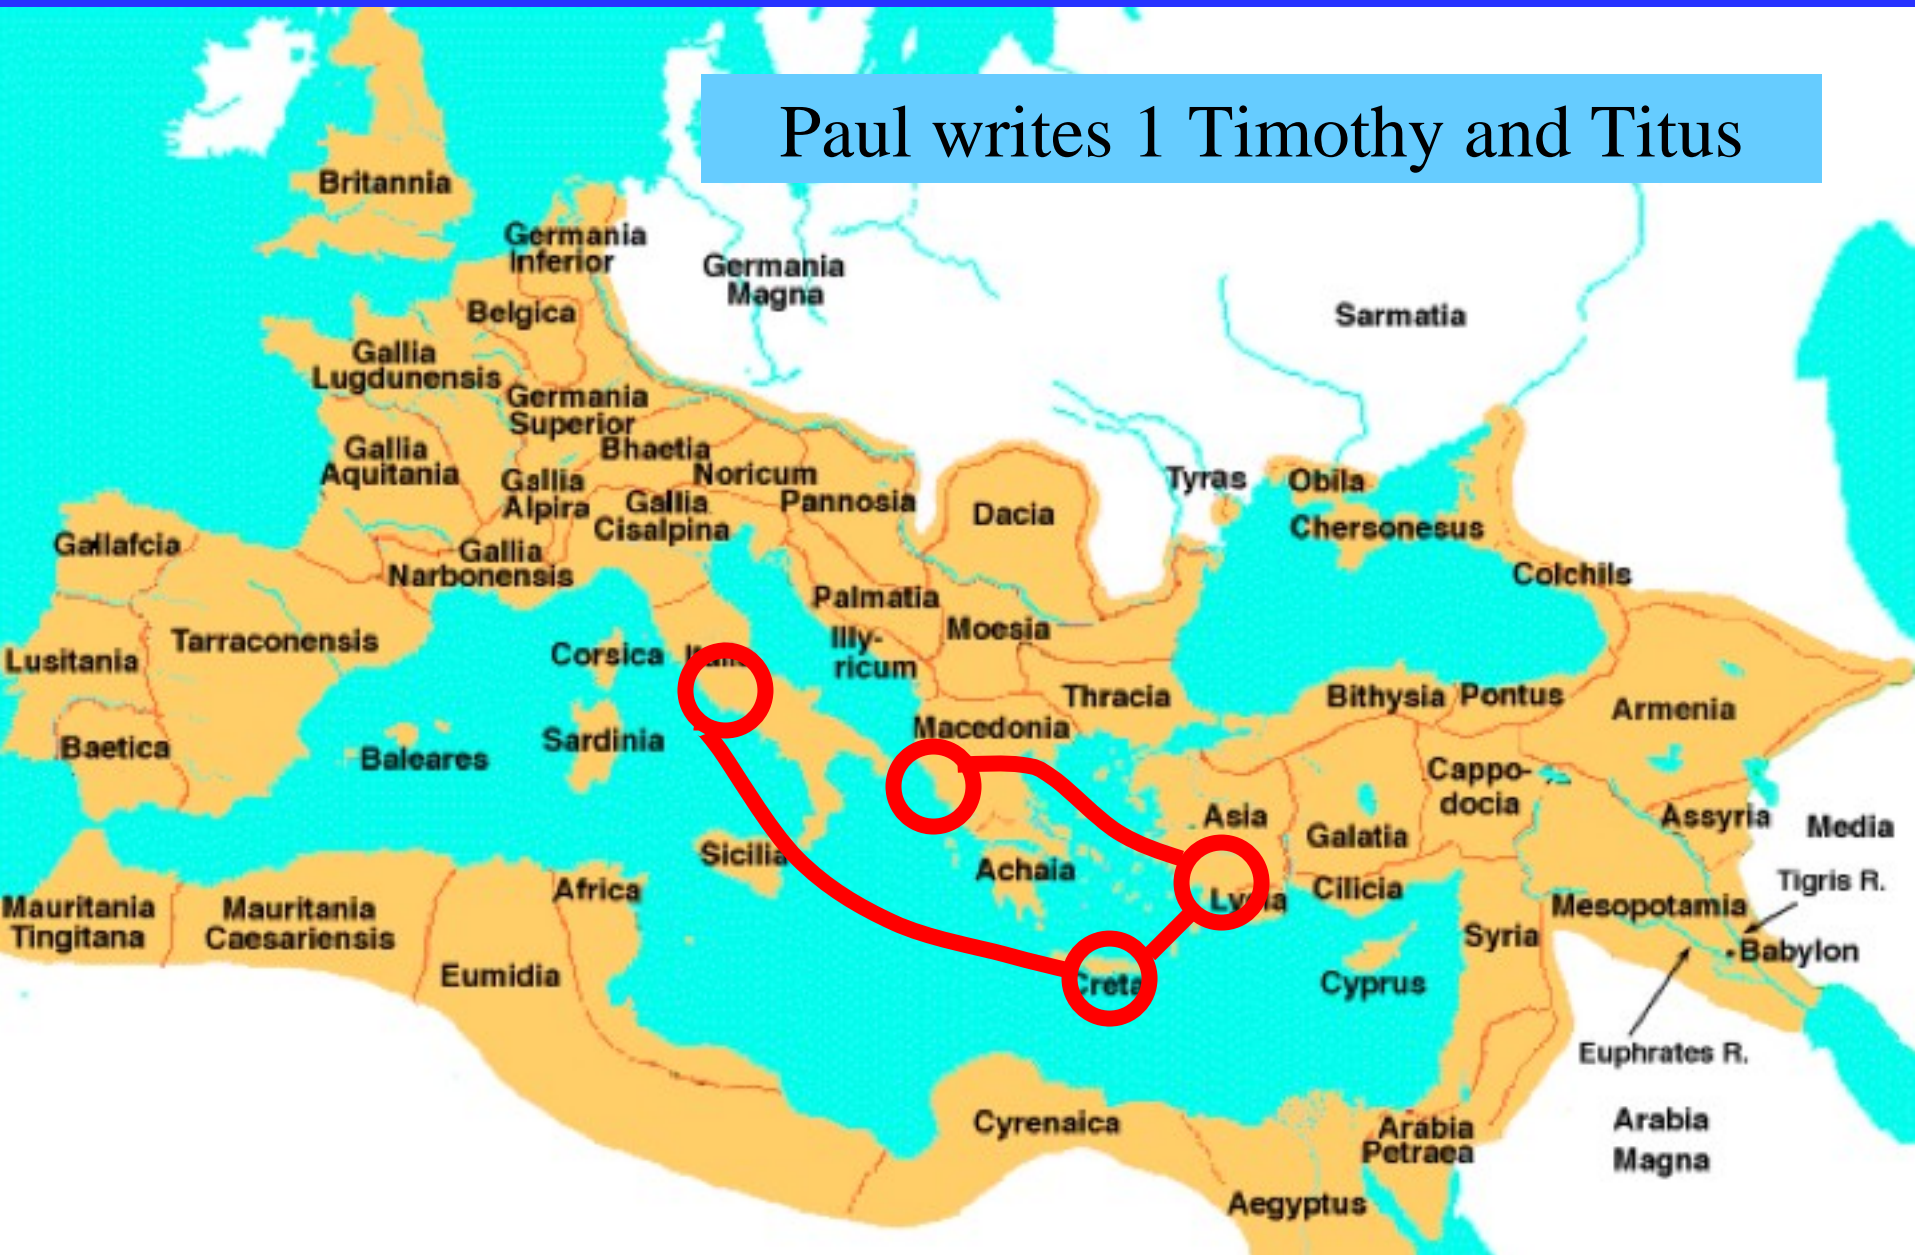 Paul writes 1 Timothy and Titus
Britannia
Germania
Inferior
Germania
Magna
Belgica
Sarmatia
Gallia
Lugdunensis
Germania
Superior
Bhaetia
Gallia
Aquitania
Gallia
Alpira
Noricum
Gallia
Cisalpina
Pannosia
Dacia
Tyras
Obila
Chersonesus
Gallafcia
Gallia
Narbonensis
Colchils
Palmatia
Moesia
Illy-
ricum
Tarraconensis
Lusitania
Corsica
Thracia
Bithysia
Pontus
Armenia
Macedonia
Baetica
Baleares
Sardinia
Cappo-
docia
Asia
Galatia
Assyria
Media
Sicilia
Achaia
Tigris R.
Africa
Cilicia
Mauritania
Tingitana
Mauritania
Caesariensis
Mesopotamia
Syria
Babylon
Eumidia
Creta
Cyprus
Euphrates R.
Cyrenaica
Arabia
Petraea
Arabia
Magna
Aegyptus